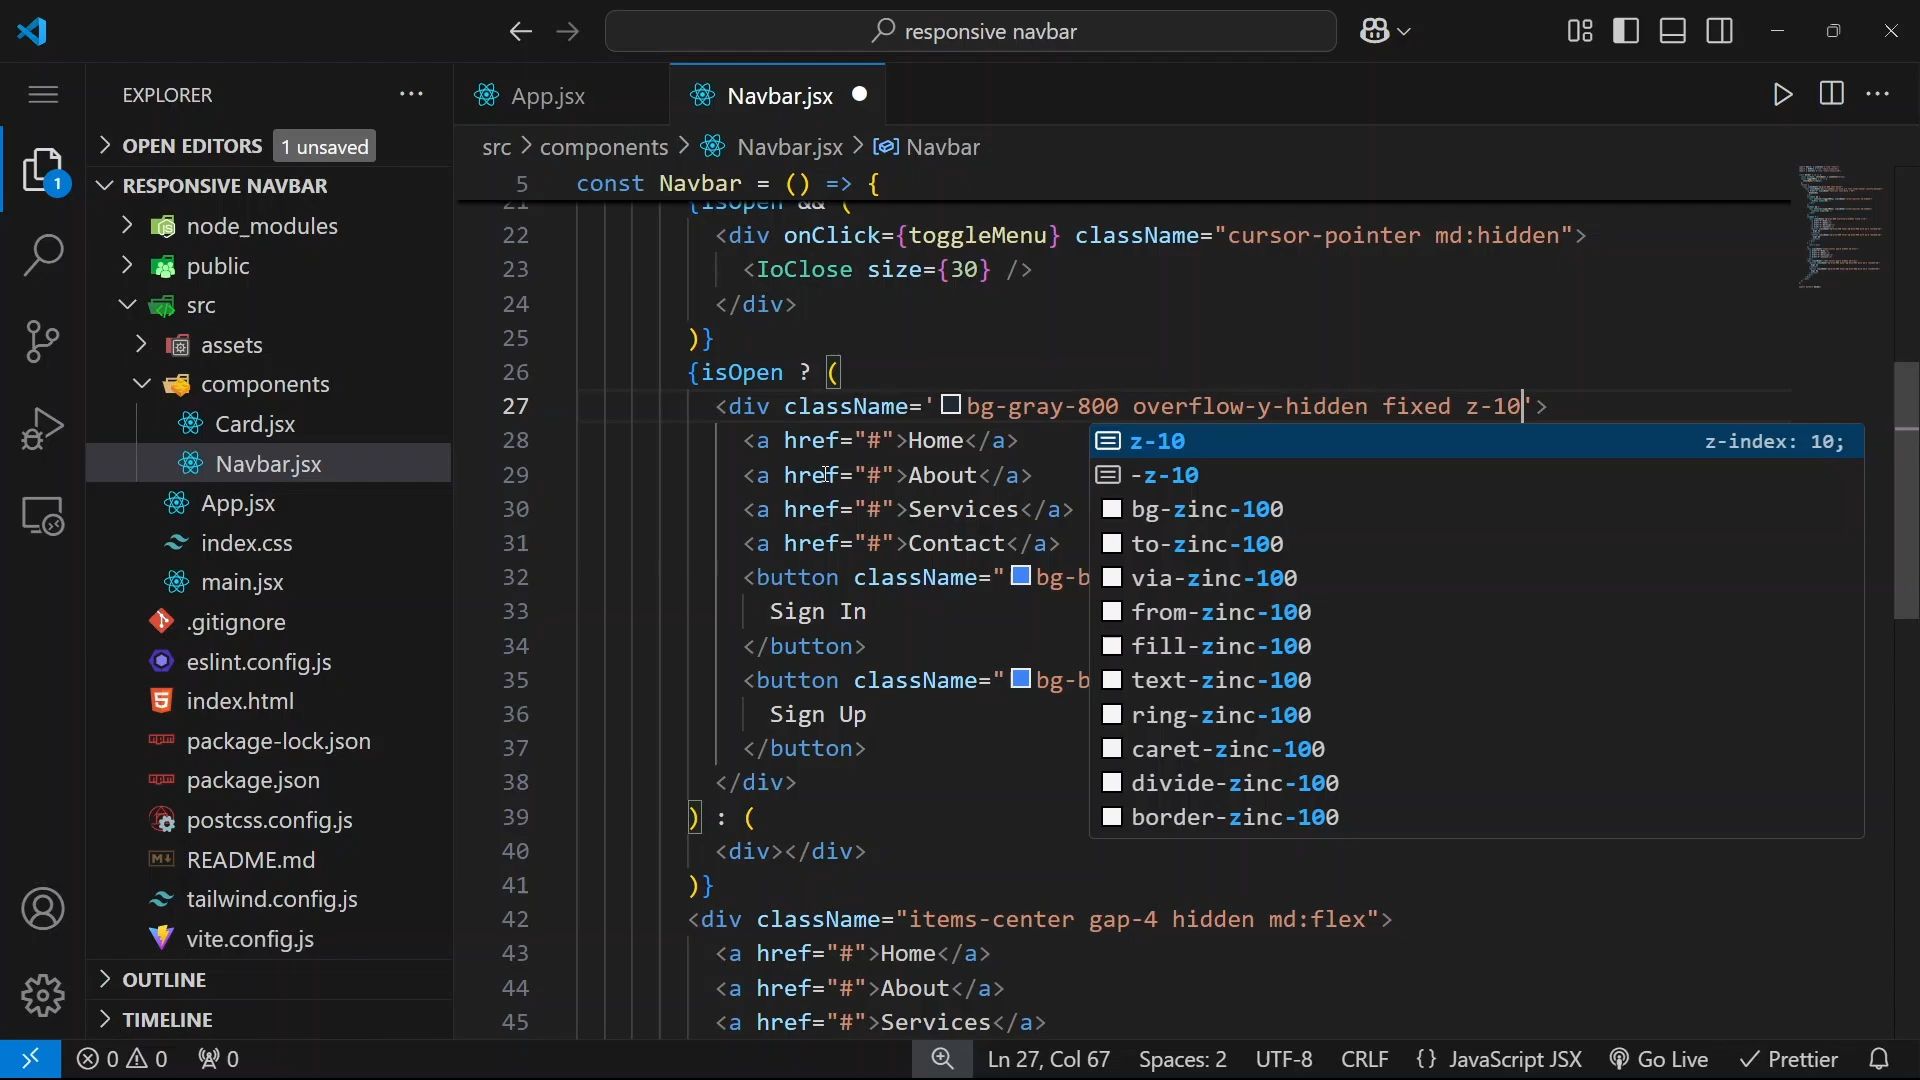 responsive navbar
EXPLORER
OPEN EDITORS 1 unsaved
RESPONSIVE NAVBAR
node_modules
public
src
assets
components
Card.jsx
Navbar.jsx
App.jsx
index.css
main.jsx
.gitignore
eslint.config.js
index.html
package-lock.json
package.json
postcss.config.js
README.md
tailwind.config.js
vite.config.js
OUTLINE
TIMELINE
1
App.jsx
Navbar.jsx
src > components > Navbar.jsx > Navbar
5 const Navbar = () => {
21 {isOpen && (
22 <div onClick={toggleMenu} className="cursor-pointer md:hidden">
23 <IoClose size={30} />
24 </div>
25 )}
26 {isOpen ? (
27 <div className='bg-gray-800 overflow-y-hidden fixed z-10'>
28 <a href="#">Home</a>
29 <a href="#">About</a>
30 <a href="#">Services</a>
31 <a href="#">Contact</a>
32 <button className="bg-b
33 Sign In
34 </button>
35 <button className="bg-b
36 Sign Up
37 </button>
38 </div>
39 ) : (
40 <div></div>
41 )}
42 <div className="items-center gap-4 hidden md:flex">
43 <a href="#">Home</a>
44 <a href="#">About</a>
45 <a href="#">Services</a>
z-10 z-index: 10;
-z-10
bg-zinc-100
to-zinc-100
via-zinc-100
from-zinc-100
fill-zinc-100
text-zinc-100
ring-zinc-100
caret-zinc-100
divide-zinc-100
border-zinc-100
0 0 0 Ln 27, Col 67 Spaces: 2 UTF-8 CRLF {} JavaScript JSX Go Live Prettier